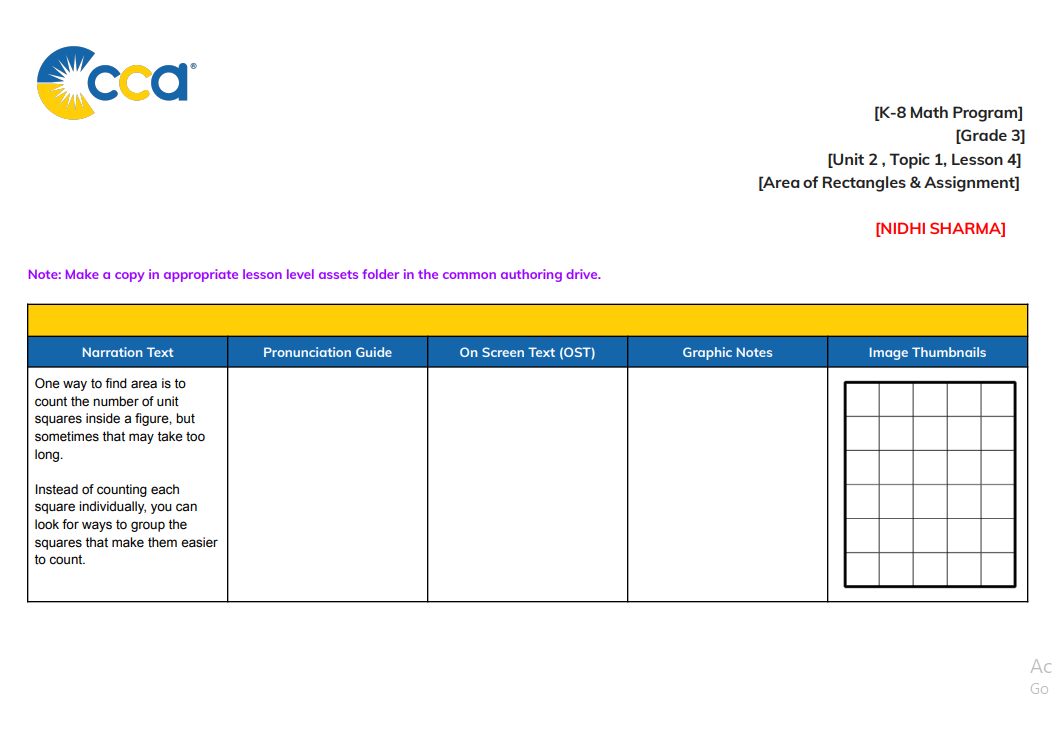 cca®
[K-8 Math Program]
[Grade 3]
[Unit 2 , Topic 1, Lesson 4]
[Area of Rectangles & Assignment]
[NIDHI SHARMA]
Note: Make a copy in appropriate lesson level assets folder in the common authoring drive.
Narration Text
Pronunciation Guide
On Screen Text (OST)
Graphic Notes
Image Thumbnails
One way to find area is to
count the number of unit
squares inside a figure, but
sometimes that may take too
long.
Instead of counting each
square individually, you can
look for ways to group the
squares that make them easier
to count.
Ac
Go